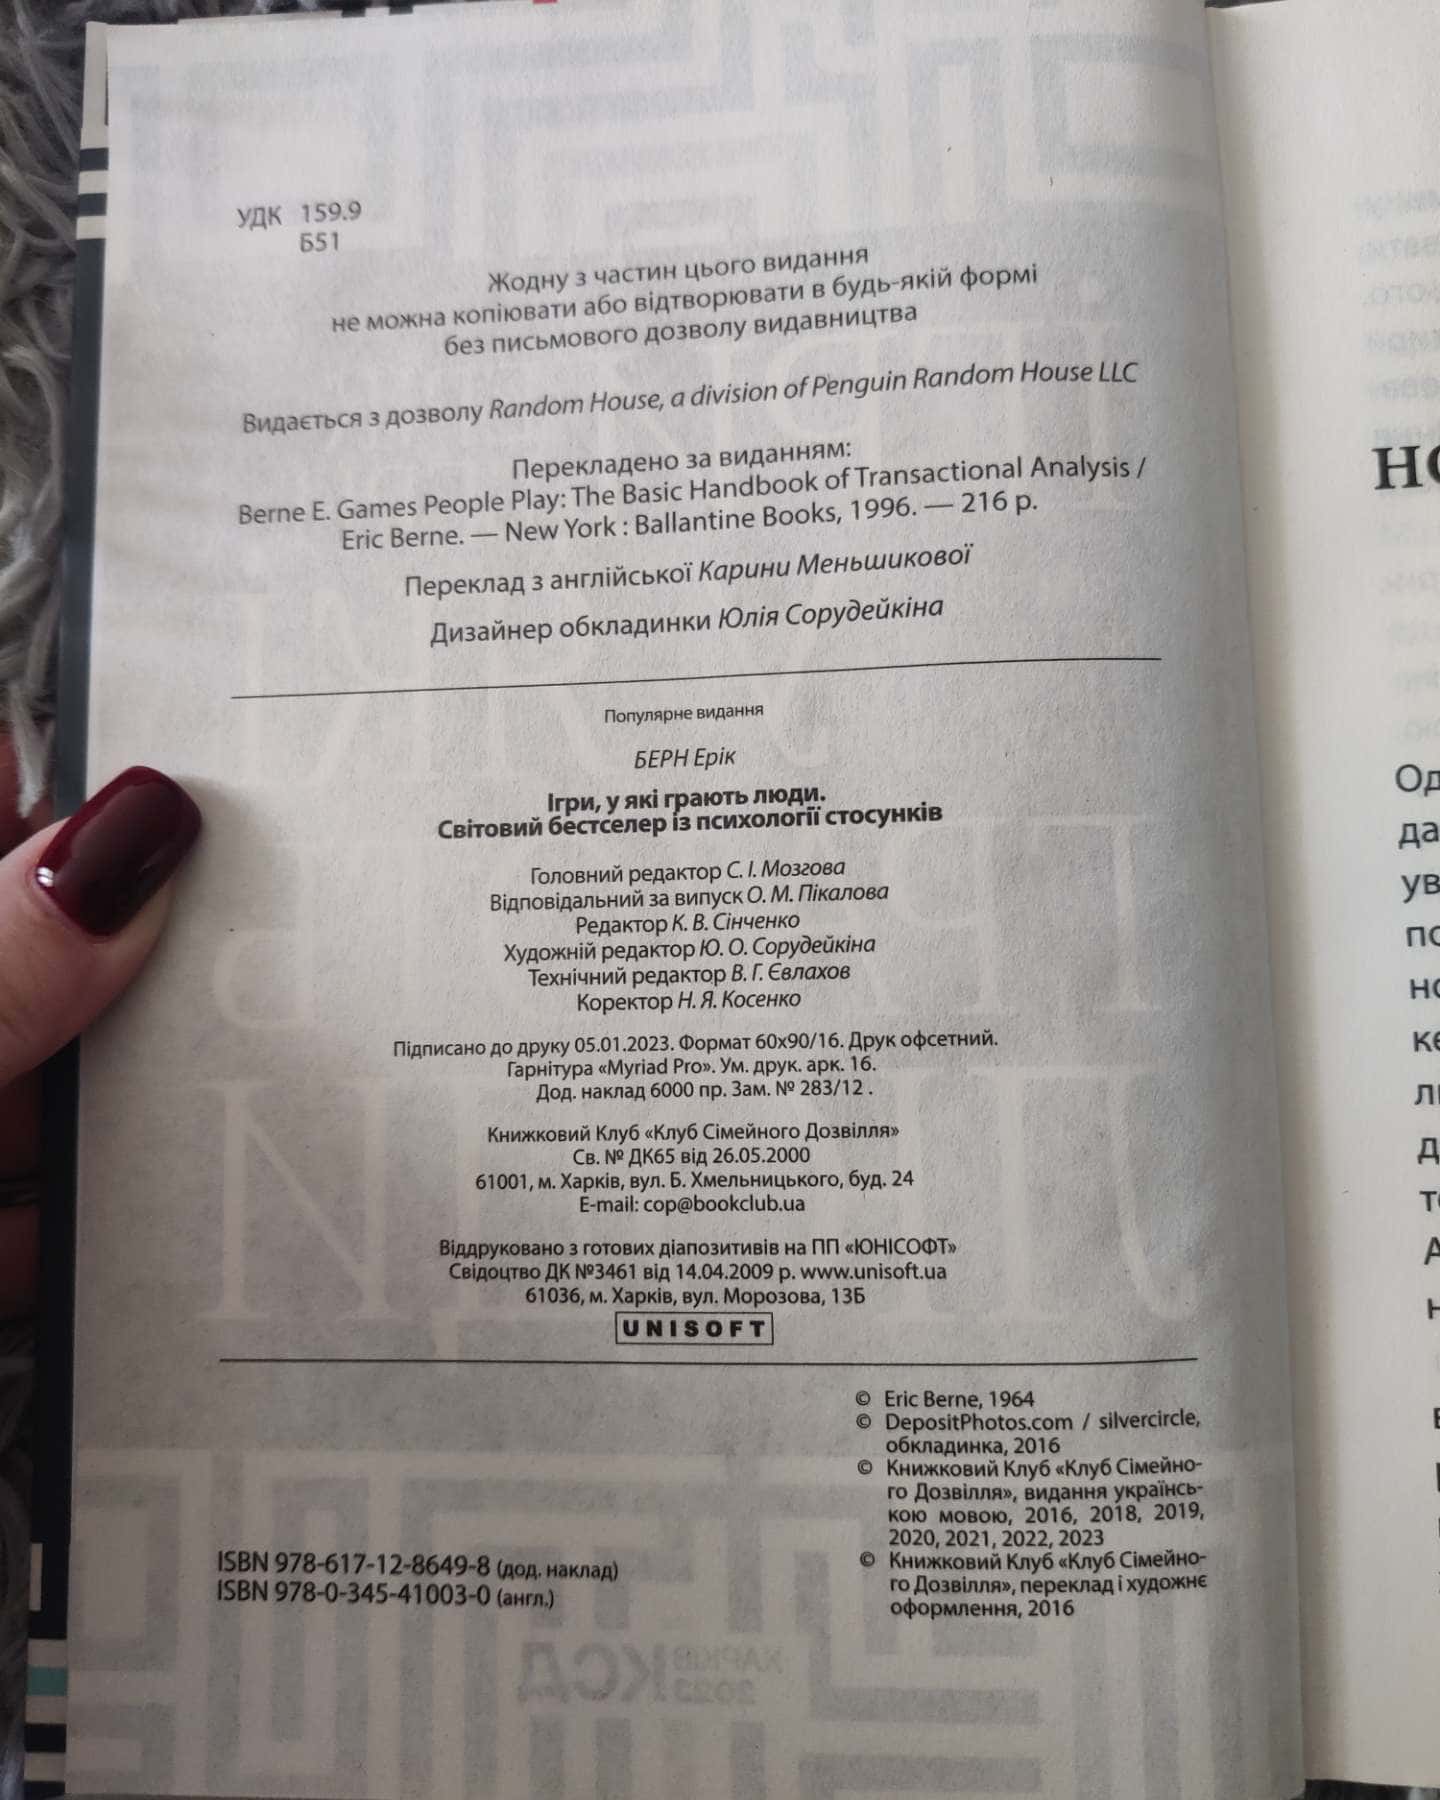 УДК 159.9
Б51
Жодну з частин цього видання
не можна копіювати або відтворювати в будь-якій формі
без письмового дозволу видавництва
Видається з дозволу Random House, a division of Penguin Random House LLC
Перекладено за виданням:
Berne E. Games People Play: The Basic Handbook of Transactional Analysis /
Eric Berne. — New York : Ballantine Books, 1996. — 216 p.
Переклад з англійської Карини Меньшикової
Дизайнер обкладинки Юлія Сорудейкіна
Популярне видання
БЕРН Ерік
Ігри, у які грають люди.
Світовий бестселер із психології стосунків
Головний редактор С. І. Мозгова
Відповідальний за випуск О. М. Пікалова
Редактор К. В. Сінченко
Художній редактор Ю. О. Сорудейкіна
Технічний редактор В. Г. Євлахов
Коректор Н. Я. Косенко
Підписано до друку 05.01.2023. Формат 60х90/16. Друк офсетний.
Гарнітура «Myriad Pro». Ум. друк. арк. 16.
Дод. наклад 6000 пр. Зам. № 283/12 .
Книжковий Клуб «Клуб Сімейного Дозвілля»
Св. № ДК65 від 26.05.2000
61001, м. Харків, вул. Б. Хмельницького, буд. 24
E-mail: cop@bookclub.ua
Віддруковано з готових діапозитивів на ПП «ЮНІСОФТ»
Свідоцтво ДК №3461 від 14.04.2009 р. www.unisoft.ua
61036, м. Харків, вул. Морозова, 13Б
UNISOFT
© Eric Berne, 1964
© DepositPhotos.com / silvercircle,
обкладинка, 2016
© Книжковий Клуб «Клуб Сімейно-
го Дозвілля», видання українсь-
кою мовою, 2016, 2018, 2019,
2020, 2021, 2022, 2023
© Книжковий Клуб «Клуб Сімейно-
го Дозвілля», переклад і художнє
оформлення, 2016
ISBN 978-617-12-8649-8 (дод. наклад)
ISBN 978-0-345-41003-0 (англ.)